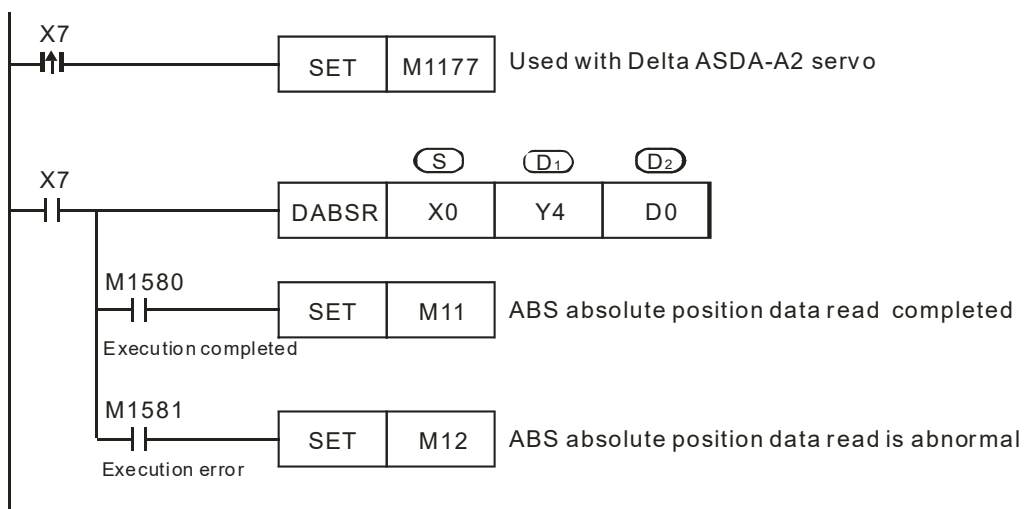 X7
SET M1177 Used with Delta ASDA-A2 servo
S D1 D2
X7
DABSR X0 Y4 D0
M1580
SET M11 ABS absolute position data read completed
Execution completed
M1581
SET M12 ABS absolute position data read is abnormal
Execution error